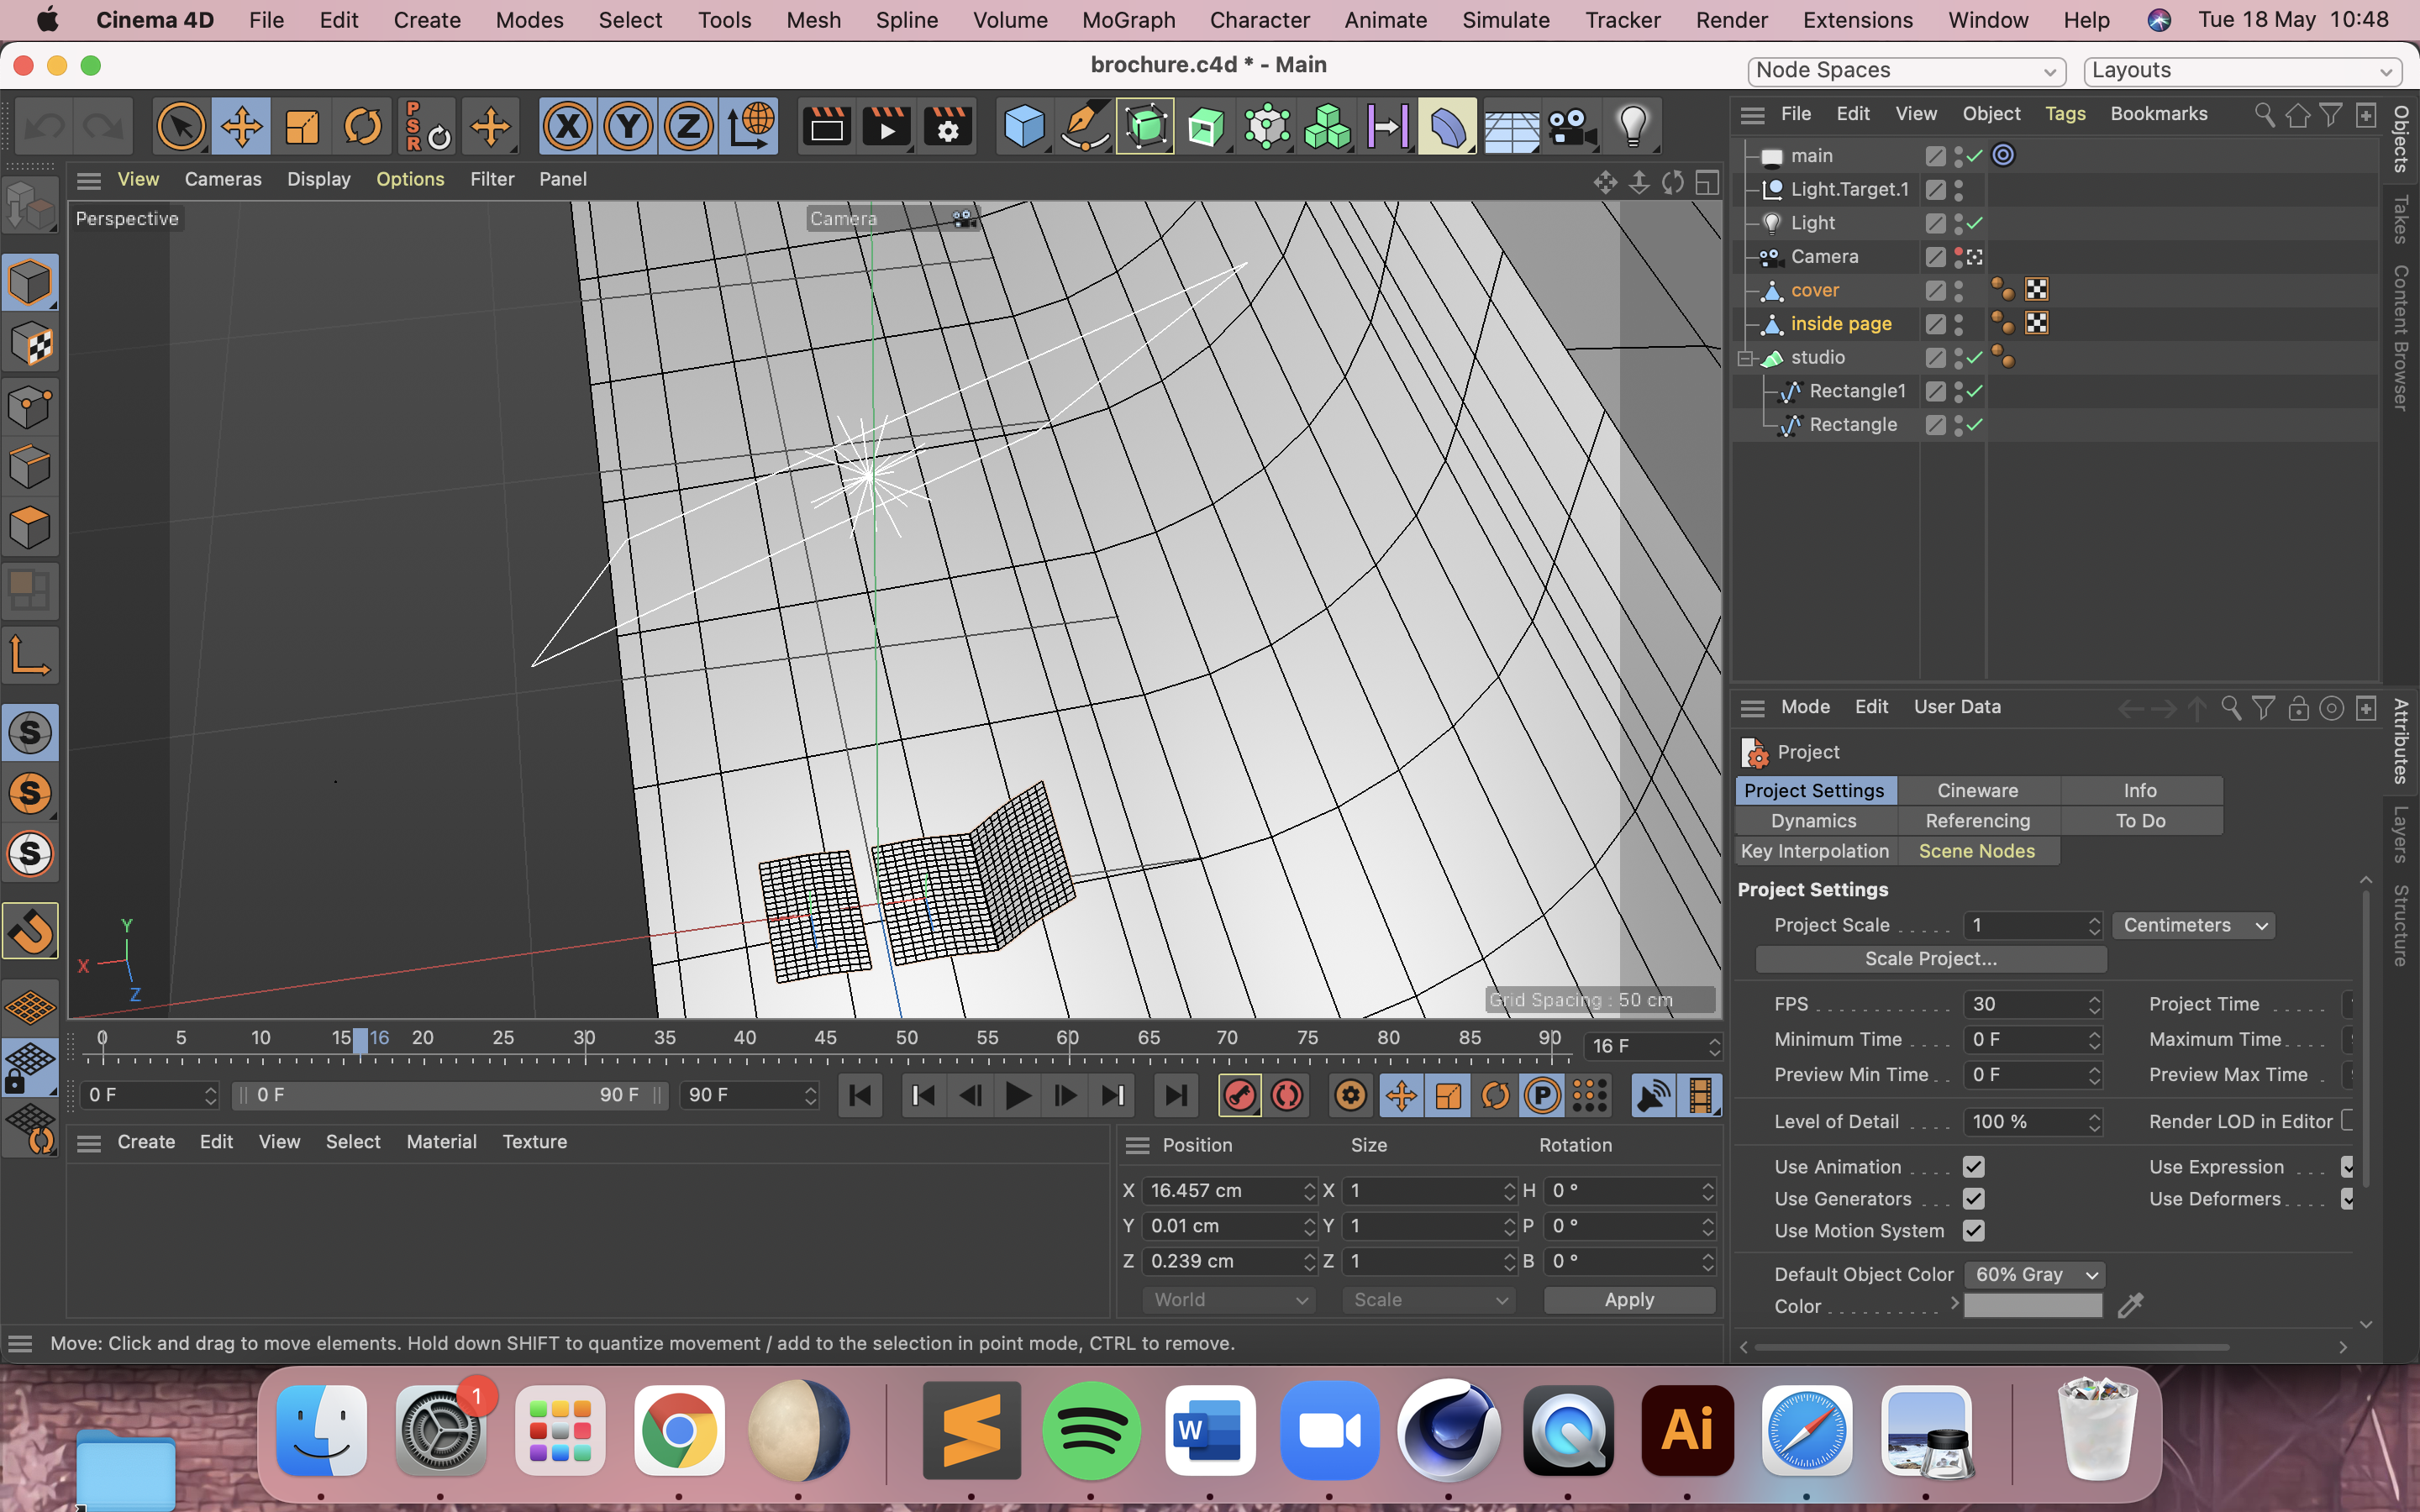 Cinema 4D File Edit Create Modes Select Tools Mesh Spline Volume MoGraph Character Animate Simulate Tracker Render Extensions Window Help Tue 18 May 10:48
brochure.c4d * - Main
Node Spaces Layouts
PSR X Y Z
File Edit View Object Tags Bookmarks
View Cameras Display Options Filter Panel
Perspective
Camera
main
Light.Target.1
Light
Camera
cover
inside page
studio
Rectangle1
Rectangle
Objects
Takes
Content Browser
Mode Edit User Data
Project
Project Settings Cineware Info
Dynamics Referencing To Do
Key Interpolation Scene Nodes
Project Settings
Project Scale 1 Centimeters
Scale Project...
FPS 30 Project Time
Minimum Time 0 F Maximum Time
Preview Min Time 0 F Preview Max Time
Level of Detail 100 % Render LOD in Editor
Use Animation Use Expression
Use Generators Use Deformers
Use Motion System
Default Object Color 60% Gray
Color
Attributes
Layers
Structure
S
S
S
Y
X
Z
Grid Spacing : 50 cm
0 5 10 15 16 20 25 30 35 40 45 50 55 60 65 70 75 80 85 90 16 F
0 F 0 F 90 F 90 F P
Create Edit View Select Material Texture
Position Size Rotation
X 16.457 cm X 1 H 0 °
Y 0.01 cm Y 1 P 0 °
Z 0.239 cm Z 1 B 0 °
World Scale Apply
Move: Click and drag to move elements. Hold down SHIFT to quantize movement / add to the selection in point mode, CTRL to remove.
1
W
Ai